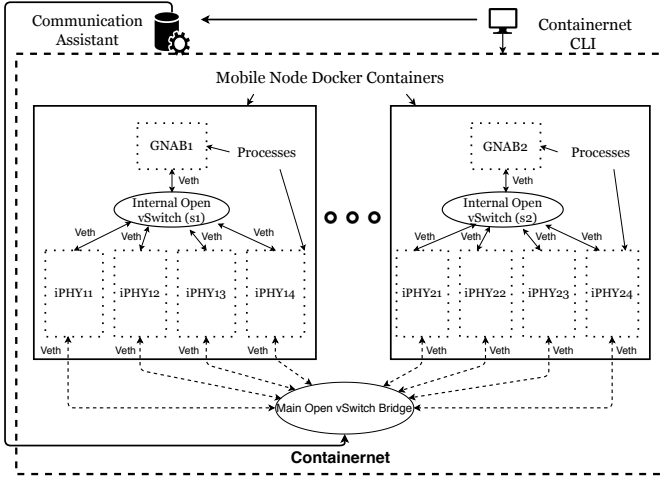 Communication
Assistant
Containernet
CLI
Mobile Node Docker Containers
GNAB1
Processes
Veth
Internal Open
vSwitch (s1)
Veth
Veth
Veth
Veth
iPHY11
iPHY12
iPHY13
iPHY14
Veth
Veth
Veth
Veth
GNAB2
Processes
Veth
Internal Open
vSwitch (s2)
Veth
Veth
Veth
Veth
iPHY21
iPHY22
iPHY23
iPHY24
Veth
Veth
Veth
Veth
Main Open vSwitch Bridge
Containernet